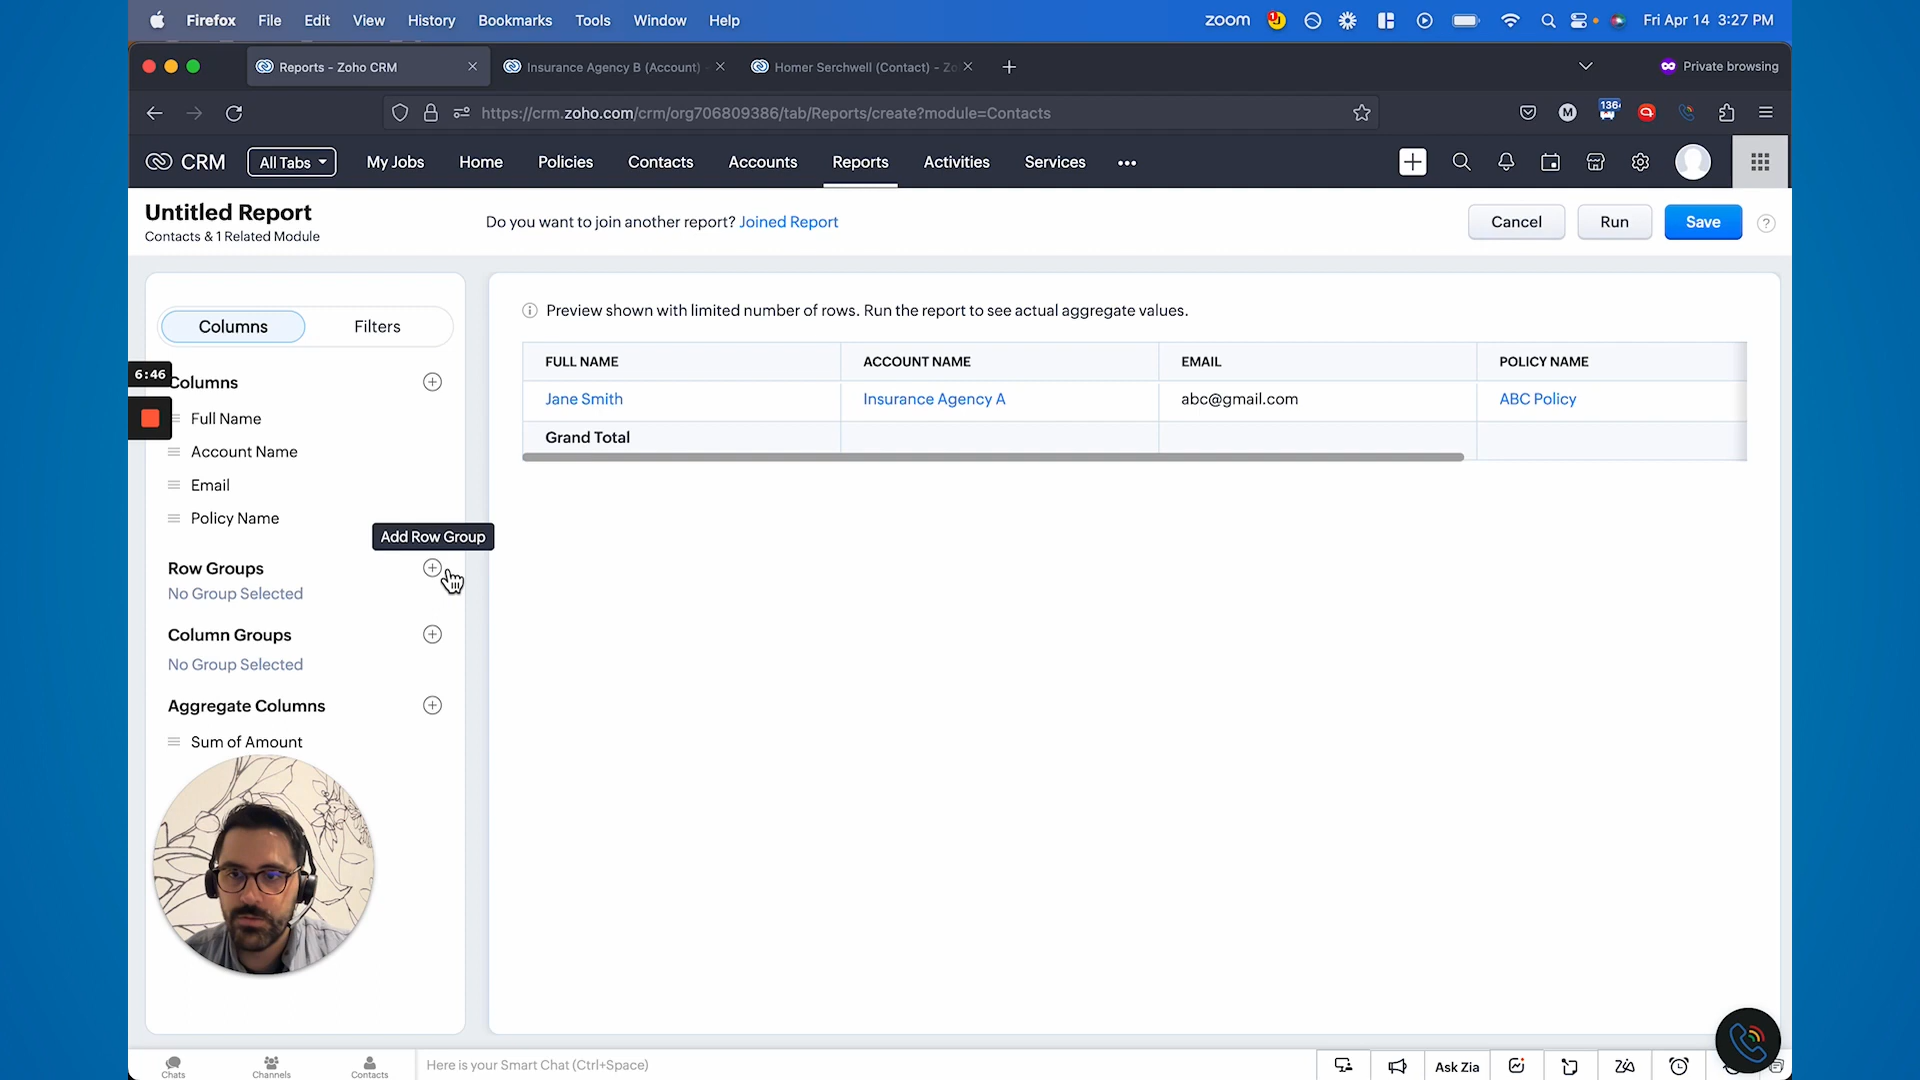 Firefox File Edit View History Bookmarks Tools Window Help
zoom
Fri Apr 14 3:27 PM
Reports - Zoho CRM
Insurance Agency B (Account)
Homer Serchwell (Contact) - Zo
Private browsing
https://crm.zoho.com/crm/org706809386/tab/Reports/create?module=Contacts
M
136
CRM
All Tabs
My Jobs
Home
Policies
Contacts
Accounts
Reports
Activities
Services
Untitled Report
Contacts & 1 Related Module
Do you want to join another report? Joined Report
Cancel
Run
Save
?
Columns
Filters
6:46
Columns
Full Name
Account Name
Email
Policy Name
Add Row Group
Row Groups
No Group Selected
Column Groups
No Group Selected
Aggregate Columns
Sum of Amount
Preview shown with limited number of rows. Run the report to see actual aggregate values.
FULL NAME ACCOUNT NAME EMAIL POLICY NAME
Jane Smith Insurance Agency A abc@gmail.com ABC Policy
Grand Total
Chats
Channels
Contacts
Here is your Smart Chat (Ctrl+Space)
Ask Zia